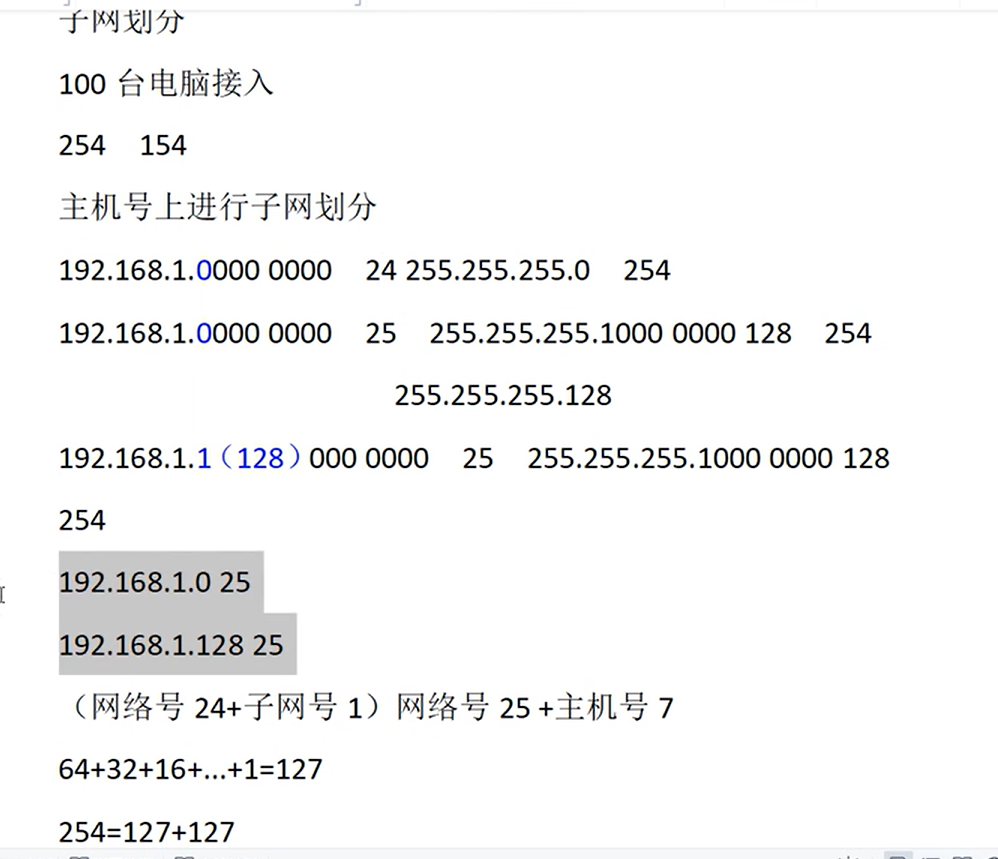 子网划分
100 台电脑接入
254 154
主机号上进行子网划分
192.168.1.0000 0000 24 255.255.255.0 254
192.168.1.0000 0000 25 255.255.255.1000 0000 128 254
255.255.255.128
192.168.1.1（128）000 0000 25 255.255.255.1000 0000 128
254
192.168.1.0 25
192.168.1.128 25
（网络号 24+子网号 1）网络号 25 +主机号 7
64+32+16+...+1=127
254=127+127